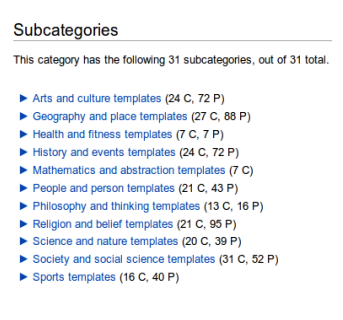 Subcategories
This category has the following 31 subcategories, out of 31 total.
► Arts and culture templates (24 C, 72 P)
► Geography and place templates (27 C, 88 P)
► Health and fitness templates (7 C, 7 P)
► History and events templates (24 C, 72 P)
► Mathematics and abstraction templates (7 C)
► People and person templates (21 C, 43 P)
► Philosophy and thinking templates (13 C, 16 P)
► Religion and belief templates (21 C, 95 P)
► Science and nature templates (20 C, 39 P)
► Society and social science templates (31 C, 52 P)
► Sports templates (16 C, 40 P)